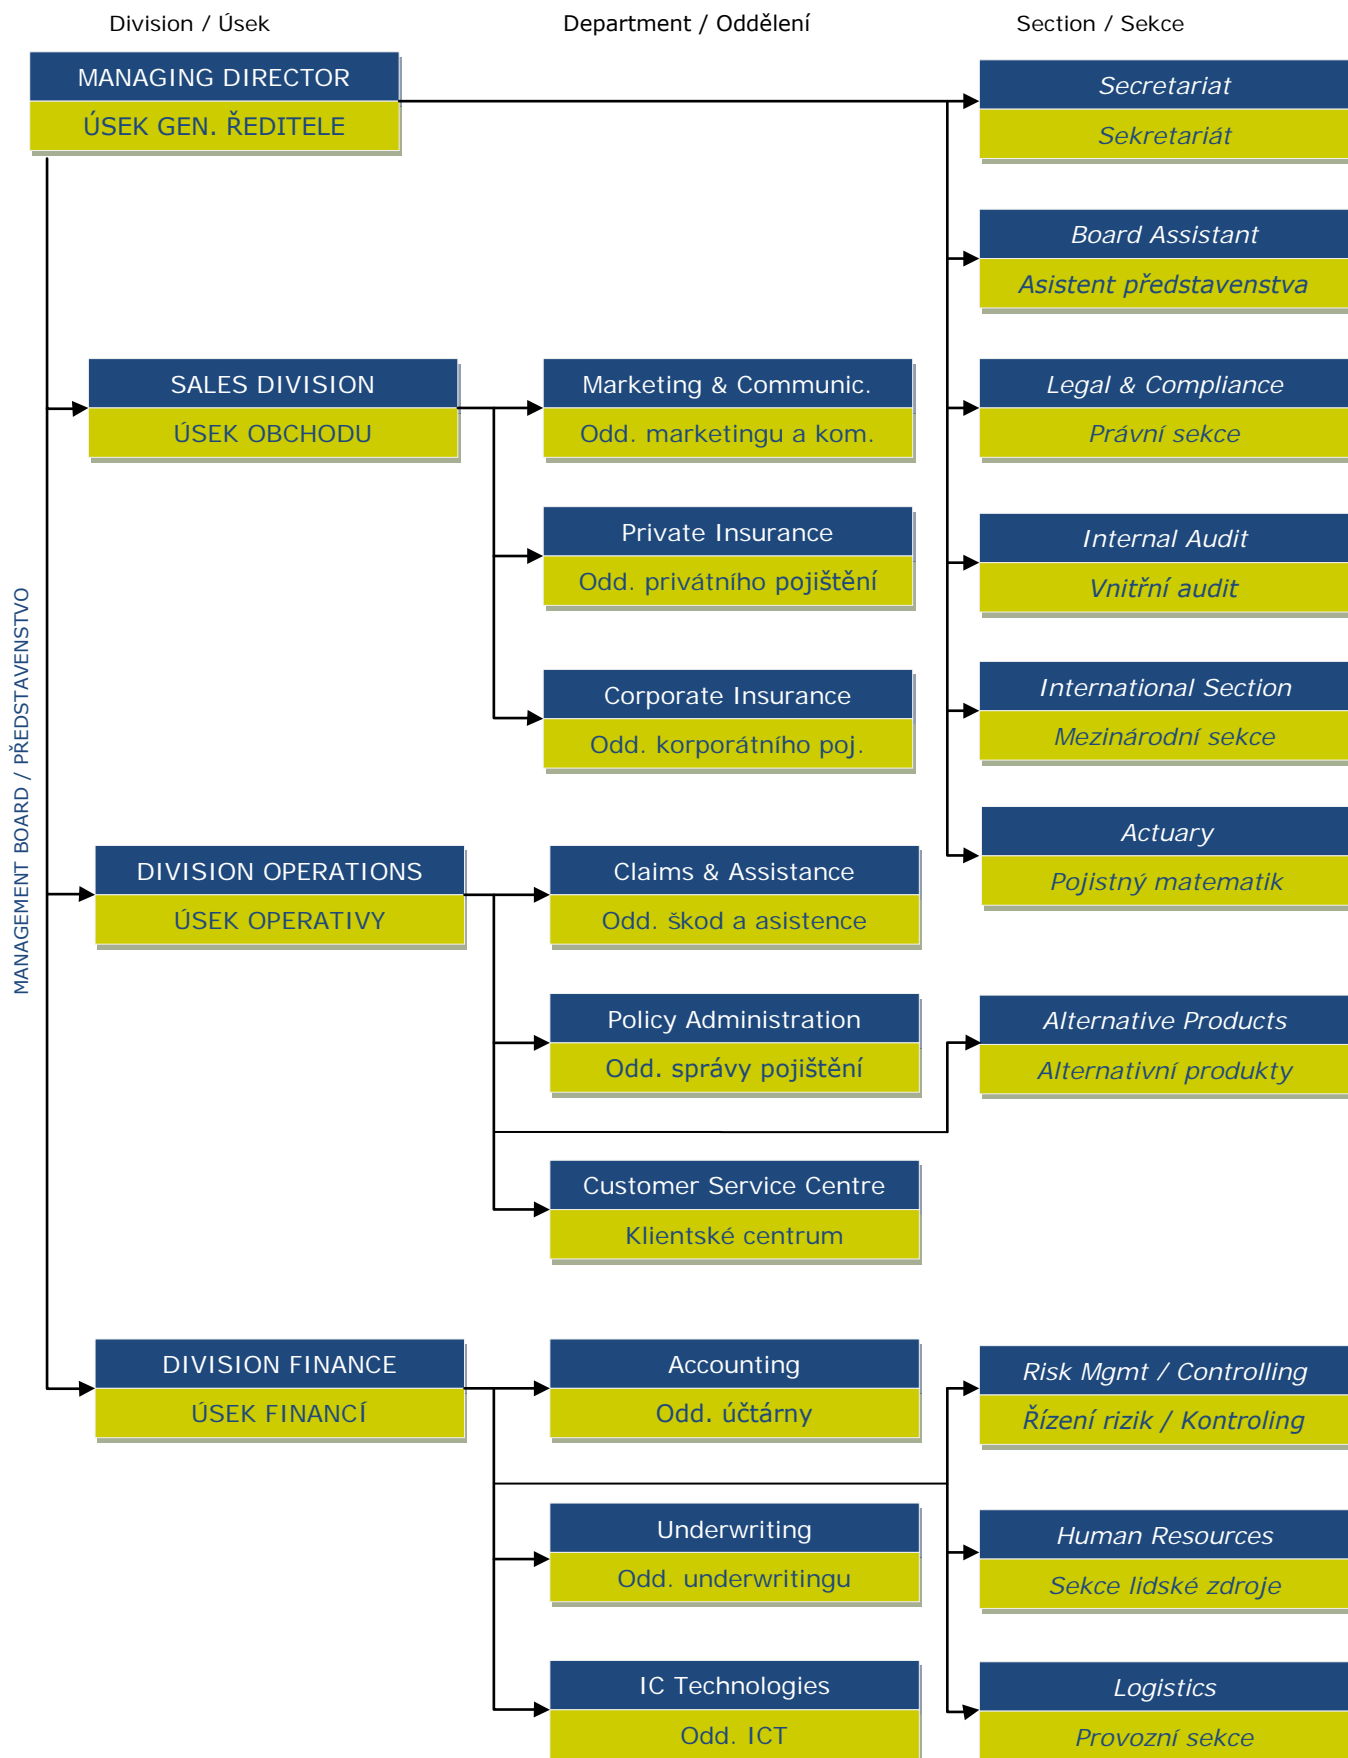 Division / Úsek
Department / Oddělení
Section / Sekce
MANAGING DIRECTOR
ÚSEK GEN. ŘEDITELE
Secretariat
Sekretariát
Board Assistant
Asistent představenstva
SALES DIVISION
ÚSEK OBCHODU
Marketing & Communic.
Odd. marketingu a kom.
Legal & Compliance
Právní sekce
Private Insurance
Odd. privátního pojištění
Internal Audit
Vnitřní audit
Corporate Insurance
Odd. korporátního poj.
International Section
Mezinárodní sekce
MANAGEMENT BOARD / PŘEDSTAVENSTVO
Actuary
Pojistný matematik
DIVISION OPERATIONS
ÚSEK OPERATIVY
Claims & Assistance
Odd. škod a asistence
Policy Administration
Odd. správy pojištění
Alternative Products
Alternativní produkty
Customer Service Centre
Klientské centrum
DIVISION FINANCE
ÚSEK FINANCÍ
Accounting
Odd. účtárny
Risk Mgmt / Controlling
Řízení rizik / Kontroling
Underwriting
Odd. underwritingu
Human Resources
Sekce lidské zdroje
IC Technologies
Odd. ICT
Logistics
Provozní sekce